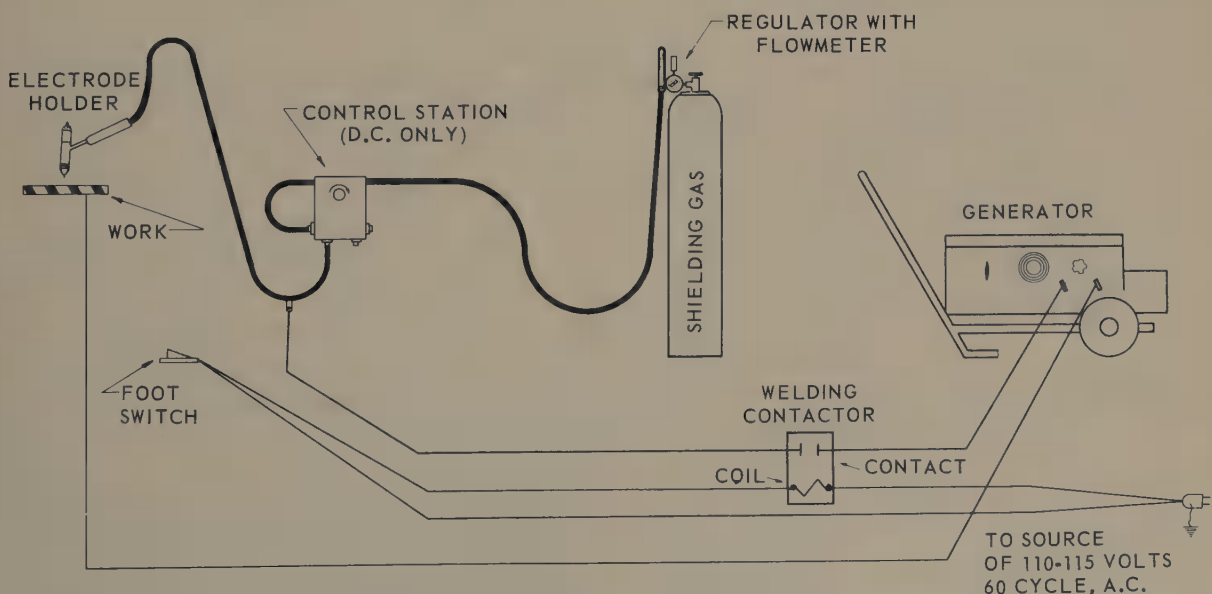 REGULATOR WITH
FLOWMETER
ELECTRODE
HOLDER
CONTROL STATION
(D.C. ONLY)
WORK
SHIELDING GAS
GENERATOR
FOOT
SWITCH
WELDING
CONTACTOR
COIL
CONTACT
TO SOURCE
OF 110-115 VOLTS
60 CYCLE, A.C.